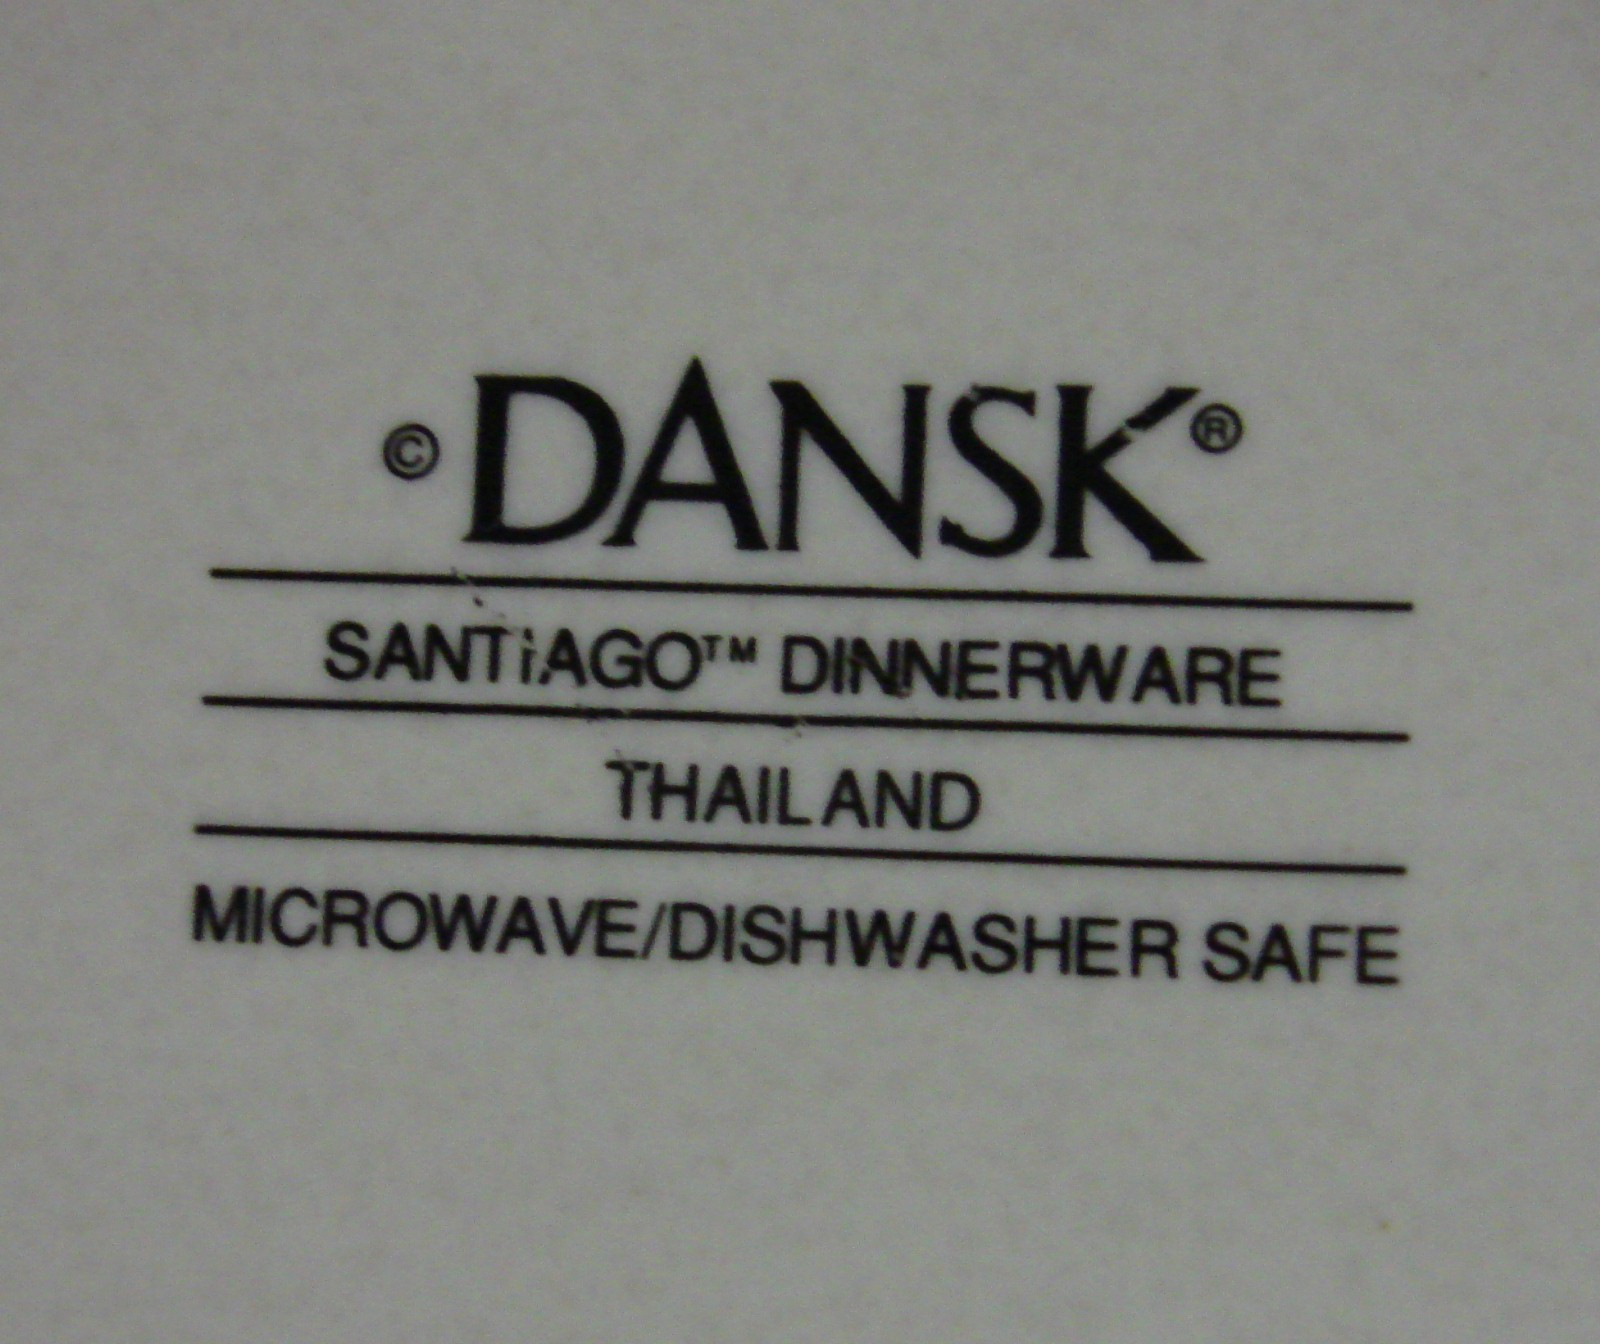 © DANSK®
SANTIAGO™ DINNERWARE
THAILAND
MICROWAVE/DISHWASHER SAFE